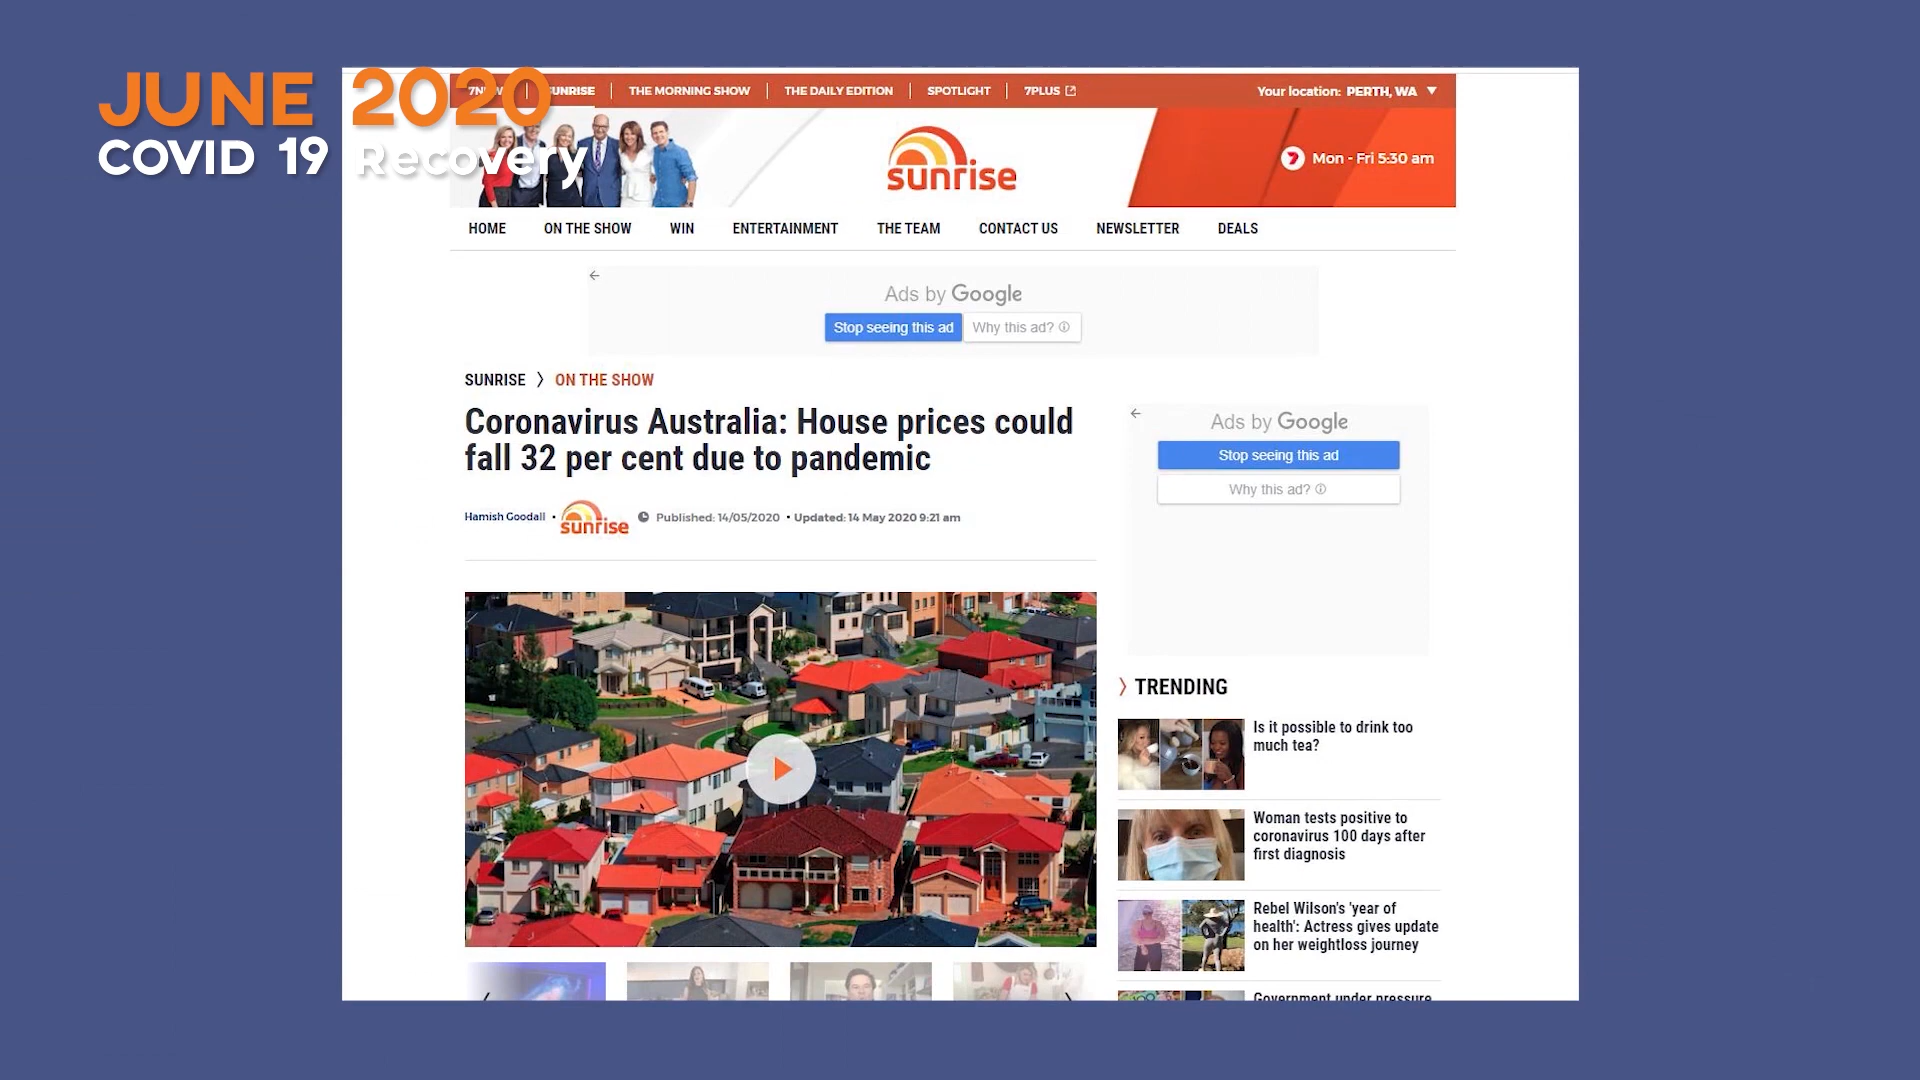 JUNE 2020
COVID 19 Recovery
SUNRISE
THE MORNING SHOW
THE DAILY EDITION
SPOTLIGHT
7PLUS
Your location: PERTH, WA
sunrise
Mon - Fri 5:30 am
HOME
ON THE SHOW
WIN
ENTERTAINMENT
THE TEAM
CONTACT US
NEWSLETTER
DEALS
Ads by Google
Stop seeing this ad
Why this ad?
SUNRISE > ON THE SHOW
Coronavirus Australia: House prices could
fall 32 per cent due to pandemic
Hamish Goodall • sunrise Published: 14/05/2020 • Updated: 14 May 2020 9:21 am
Ads by Google
Stop seeing this ad
Why this ad?
TRENDING
Is it possible to drink too
much tea?
Woman tests positive to
coronavirus 100 days after
first diagnosis
Rebel Wilson's 'year of
health': Actress gives update
on her weightloss journey
Government under pressure